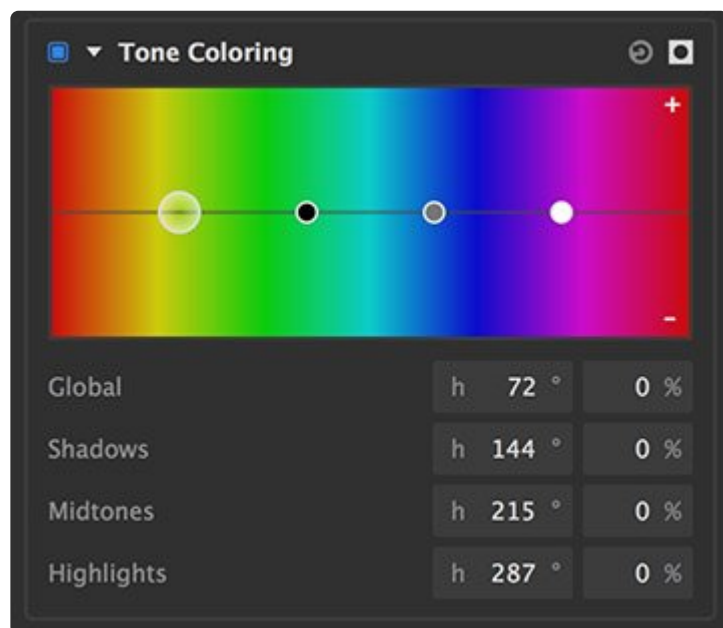 Tone Coloring
+
-
Global h 72 ° 0 %
Shadows h 144 ° 0 %
Midtones h 215 ° 0 %
Highlights h 287 ° 0 %